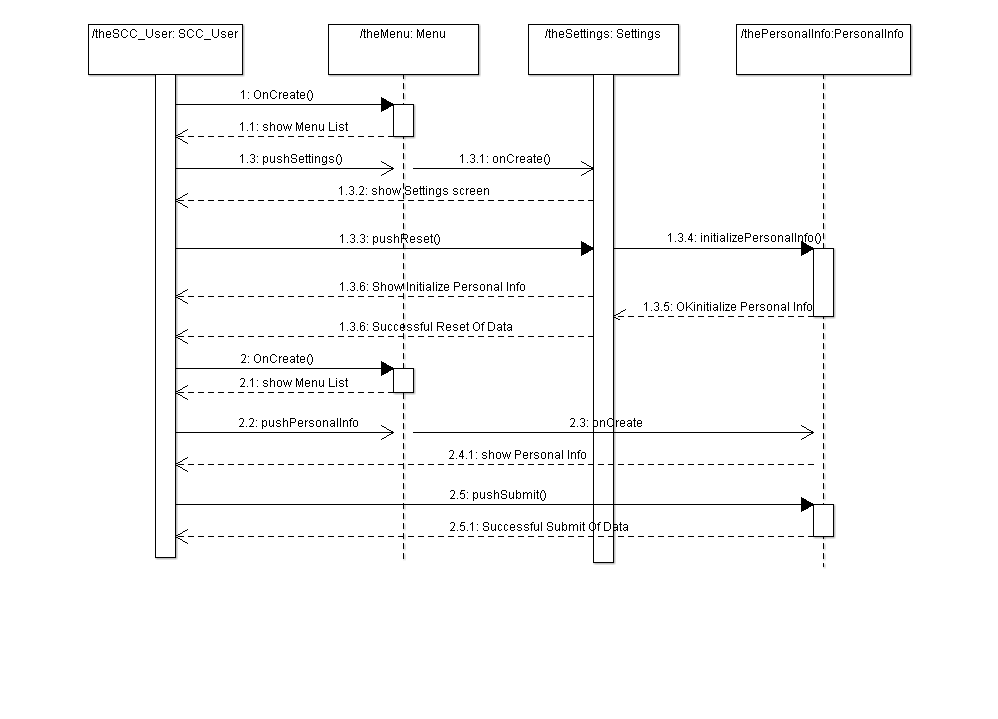 /theSCC_User: SCC_User
/theMenu: Menu
/theSettings: Settings
/thePersonalInfo:PersonalInfo
1: OnCreate()
1.1: show Menu List
1.3: pushSettings()
1.3.1: onCreate()
1.3.2: show Settings screen
1.3.3: pushReset()
1.3.4: initializePersonalInfo()
1.3.6: Show Initialize Personal Info
1.3.5: OKinitialize Personal Info
1.3.6: Successful Reset Of Data
2: OnCreate()
2.1: show Menu List
2.2: pushPersonalInfo
2.3: onCreate
2.4.1: show Personal Info
2.5: pushSubmit()
2.5.1: Successful Submit Of Data